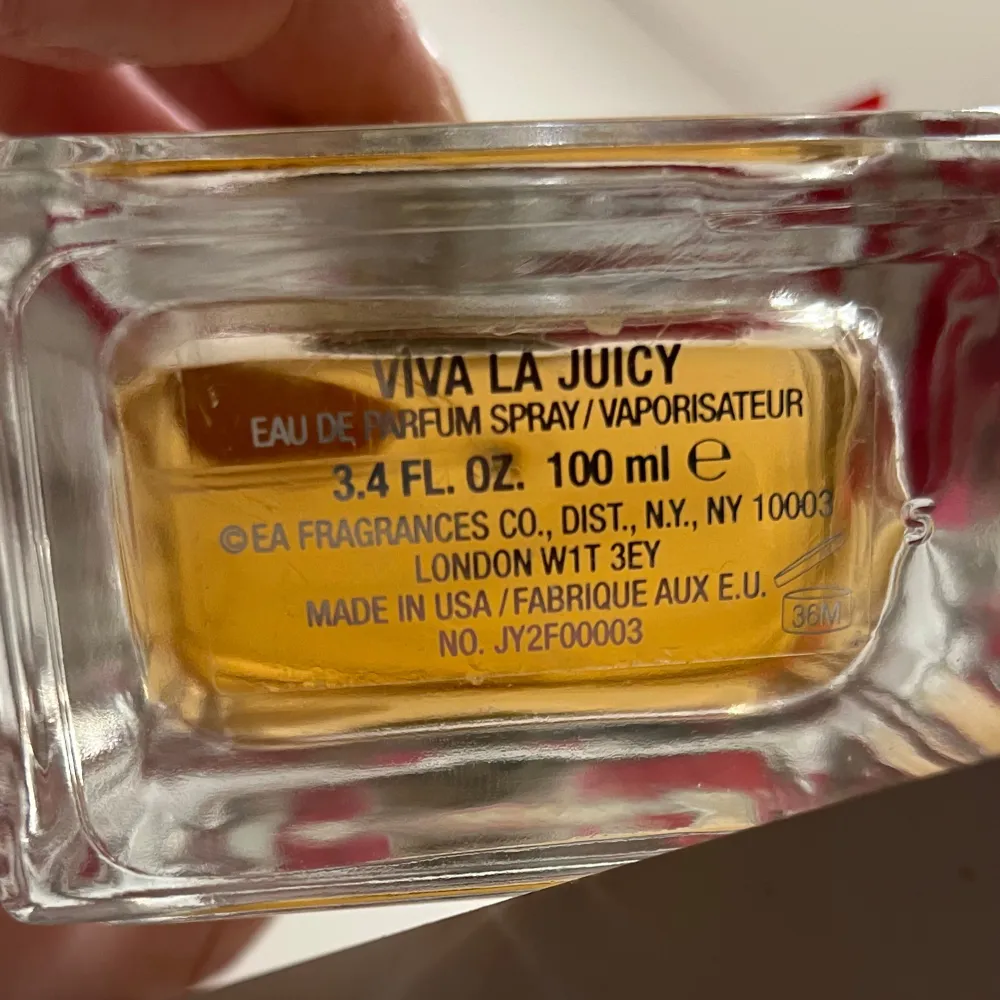 VIVA LA JUICY
EAU DE PARFUM SPRAY/VAPORISATEUR
3.4 FL. OZ. 100 ml ℮
©EA FRAGRANCES CO., DIST., N.Y., NY 10003
LONDON W1T 3EY
MADE IN USA/FABRIQUE AUX E.U.
36M
NO. JY2F00003
5